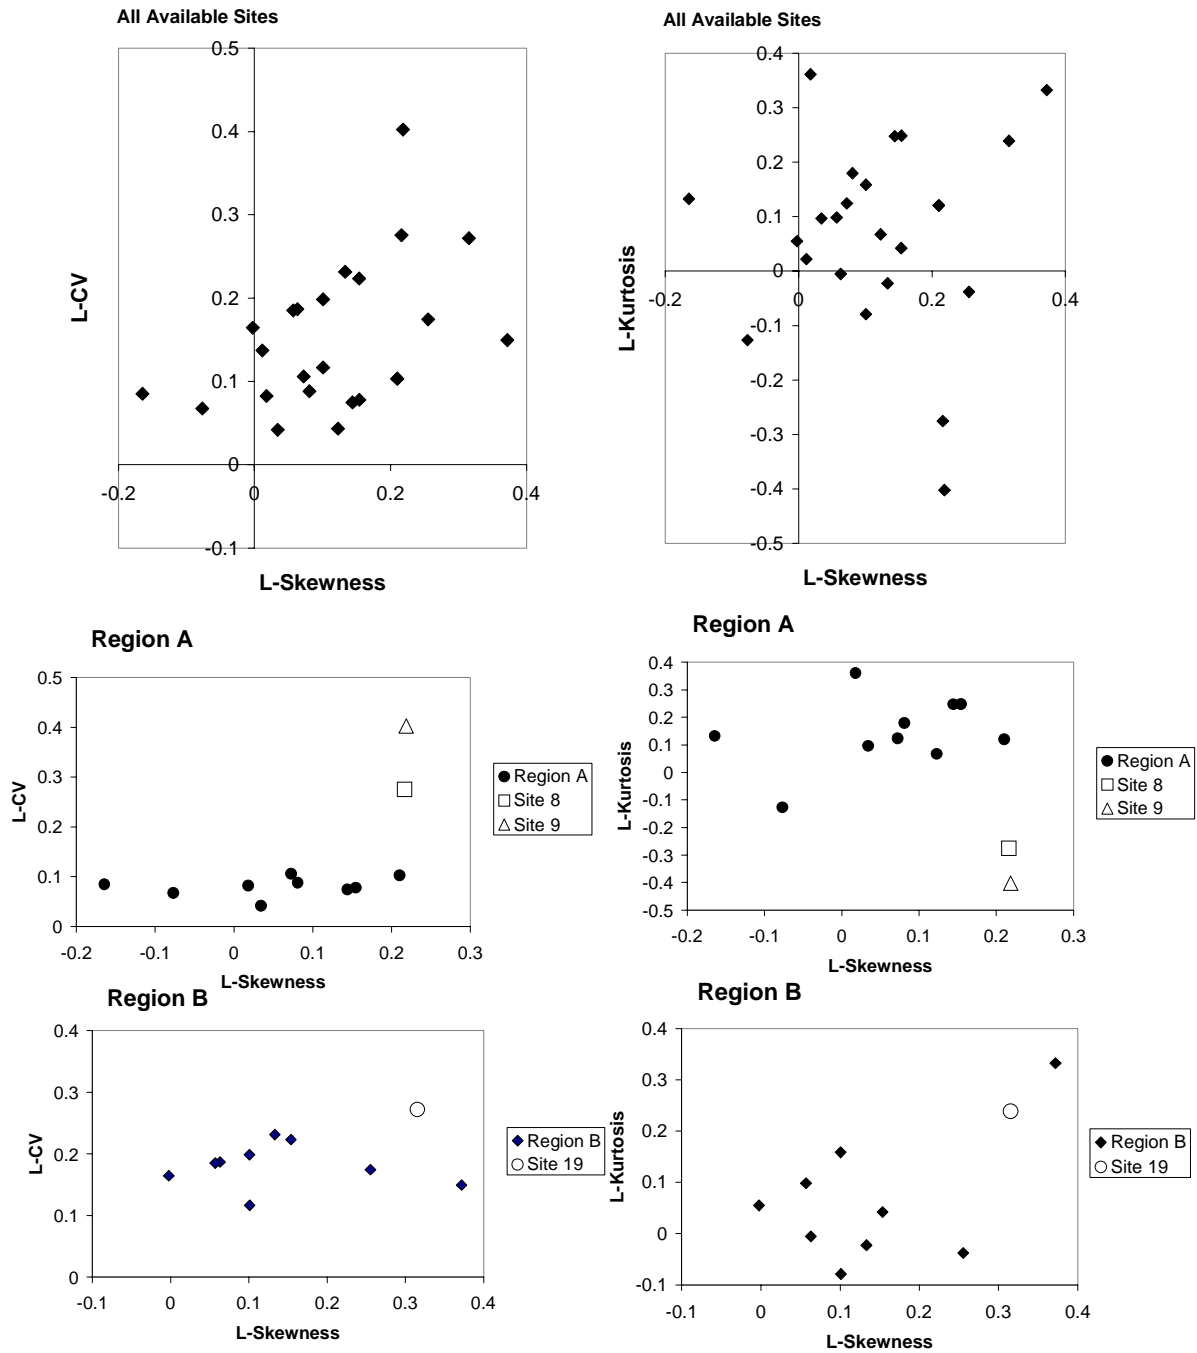 All Available Sites
0.5
0.4
0.3
0.2
0.1
0
-0.1
-0.2
0
0.2
0.4
L-CV
L-Skewness
All Available Sites
0.4
0.3
0.2
0.1
0
-0.1
-0.2
-0.3
-0.4
-0.5
-0.2
0
0.2
0.4
L-Kurtosis
L-Skewness
Region A
0.5
0.4
0.3
0.2
0.1
0
-0.2
-0.1
0
0.1
0.2
0.3
L-CV
L-Skewness
Region A
Site 8
Site 9
Region A
0.4
0.3
0.2
0.1
0
-0.1
-0.2
-0.3
-0.4
-0.5
-0.2
-0.1
0
0.1
0.2
0.3
L-Kurtosis
L-Skewness
Region A
Site 8
Site 9
Region B
0.4
0.3
0.2
0.1
0
-0.1
0
0.1
0.2
0.3
0.4
L-CV
L-Skewness
Region B
Site 19
Region B
0.4
0.3
0.2
0.1
0
-0.1
-0.1
0
0.1
0.2
0.3
0.4
L-Kurtosis
L-Skewness
Region B
Site 19